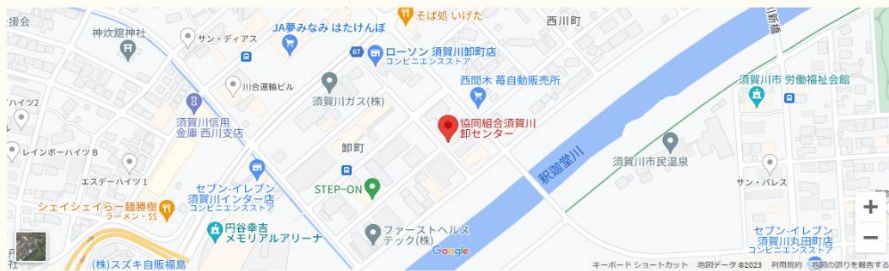 援会
神炊舘神社
サン・ディアス
JA夢みなみ はたけんぼ
そば処 いげた
西川町
67
ローソン 須賀川卸町店
コンビニエンスストア
川合運輸ビル
須賀川ガス(株)
西間木 苺自動販売所
須賀川市 労働福祉会館
ハイツ2
須賀川信用
金庫 西川支店
協同組合須賀川
卸センター
卸町
レインボーハイツB
エステーハイツ1
セブン-イレブン
須賀川インター店
コンビニエンスストア
STEP-ON
釈迦堂川
須賀川市民温泉
サン・パレス
シェイシェイらー麺勝樹
ラーメン・SS
円谷幸吉
メモリアルアリーナ
ファーストヘルス
テック(株)
セブン-イレブン
須賀川丸田町店
コンビニエンスストア
(株)スズキ自販福島
Google
キーボード ショートカット
地図データ ©2023
利用規約
地図の誤りを報告する